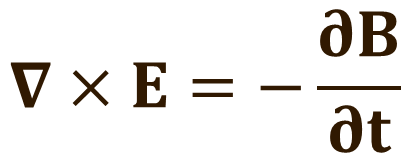 ∇ × E = − ∂B/∂t